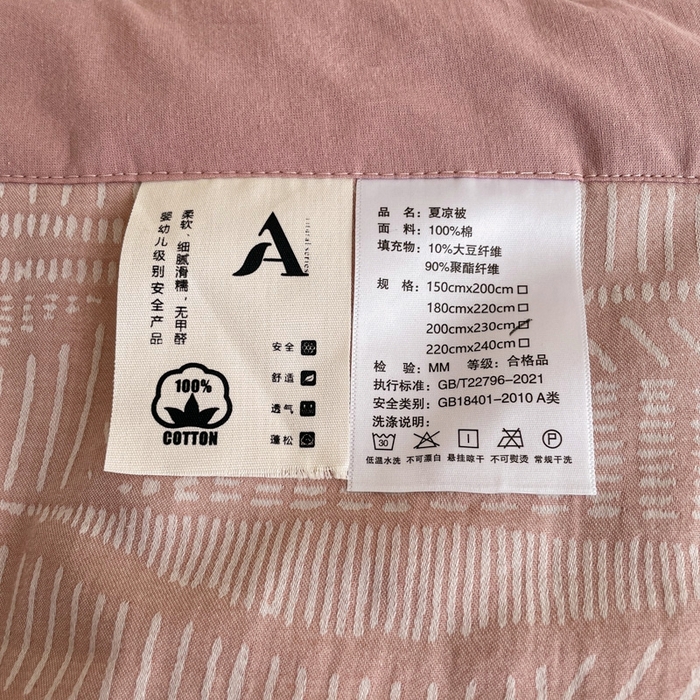 柔软、细腻滑糯，无甲醛
婴幼儿级别安全产品
A
安全
舒适
透气
蓬松
100%
COTTON
品 名：夏凉被
面 料：100%棉
填充物：10%大豆纤维
90%聚酯纤维
规 格：150cmx200cm□
180cmx220cm□
200cmx230cm☑
220cmx240cm□
检 验：MM 等级：合格品
执行标准：GB/T22796-2021
安全类别：GB18401-2010 A类
洗涤说明：
30
低温水洗 不可漂白 悬挂晾干 不可熨烫 常规干洗
P